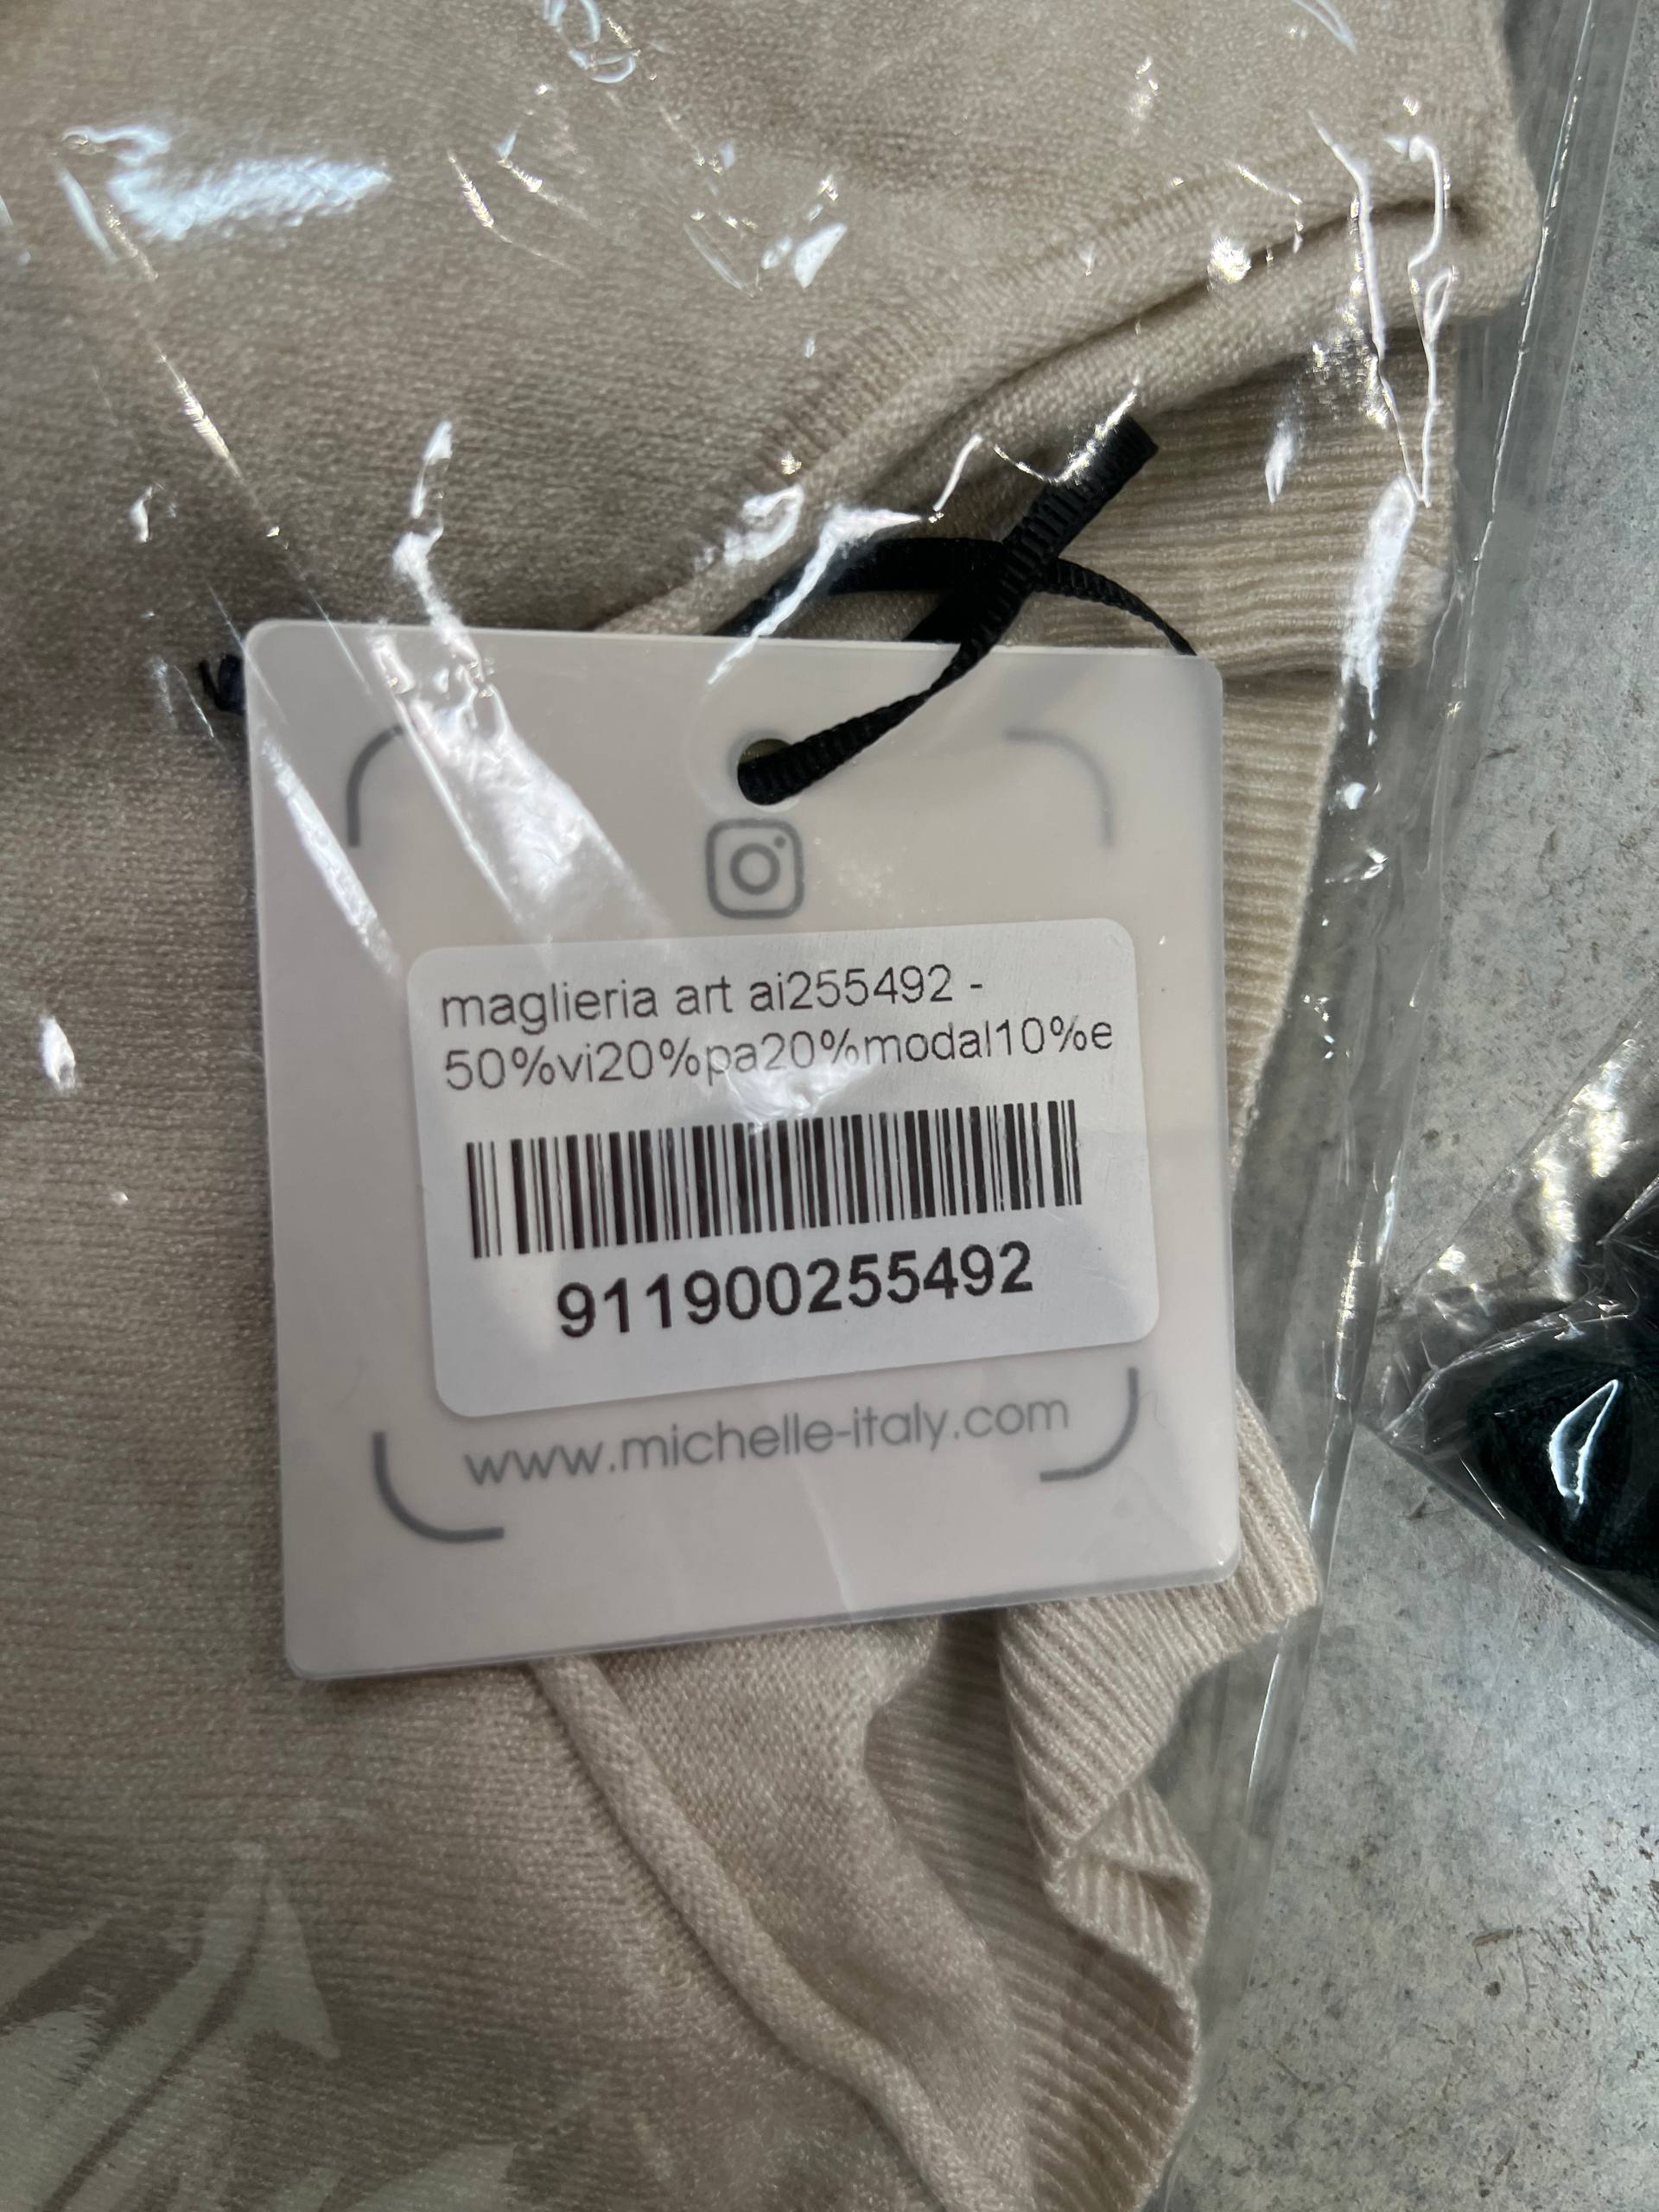 maglieria art ai255492 -
50%vi20%pa20%modal10%e
911900255492
www.michelle-italy.com